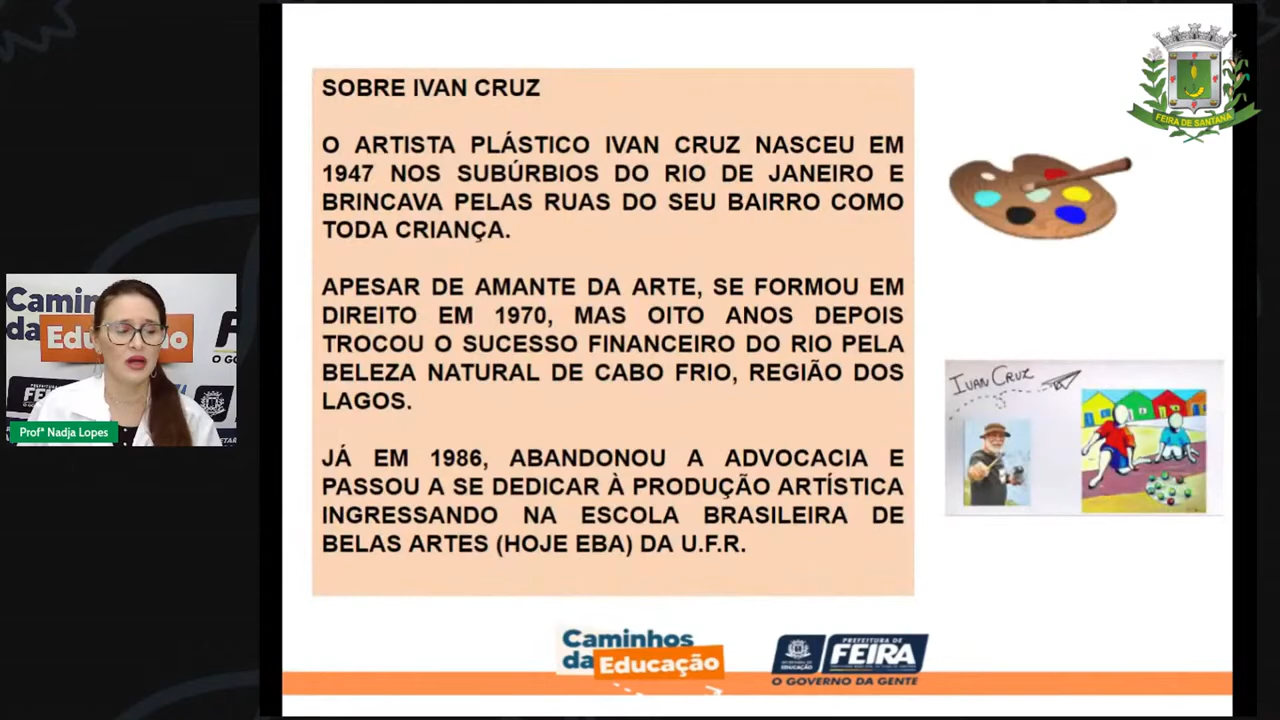 SOBRE IVAN CRUZ
O ARTISTA PLÁSTICO IVAN CRUZ NASCEU EM
1947 NOS SUBÚRBIOS DO RIO DE JANEIRO E
BRINCAVA PELAS RUAS DO SEU BAIRRO COMO
TODA CRIANÇA.
APESAR DE AMANTE DA ARTE, SE FORMOU EM
DIREITO EM 1970, MAS OITO ANOS DEPOIS
TROCOU O SUCESSO FINANCEIRO DO RIO PELA
BELEZA NATURAL DE CABO FRIO, REGIÃO DOS
LAGOS.
JÁ EM 1986, ABANDONOU A ADVOCACIA E
PASSOU A SE DEDICAR À PRODUÇÃO ARTÍSTICA
INGRESSANDO NA ESCOLA BRASILEIRA DE
BELAS ARTES (HOJE EBA) DA U.F.R.
FEIRA DE SANTANA
IVAN CRUZ
Profª Nadja Lopes
Caminhos
da Educação
SECRETARIA DE
EDUCAÇÃO
PREFEITURA DE
FEIRA
O GOVERNO DA GENTE